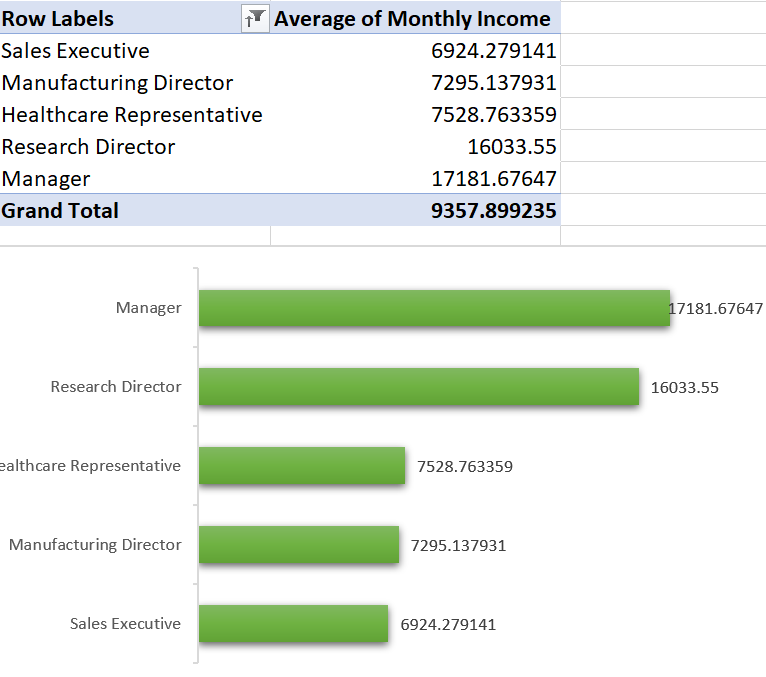 Row Labels Average of Monthly Income
Sales Executive 6924.279141
Manufacturing Director 7295.137931
Healthcare Representative 7528.763359
Research Director 16033.55
Manager 17181.67647
Grand Total 9357.899235
Manager 17181.67647
Research Director 16033.55
ealthcare Representative 7528.763359
Manufacturing Director 7295.137931
Sales Executive 6924.279141